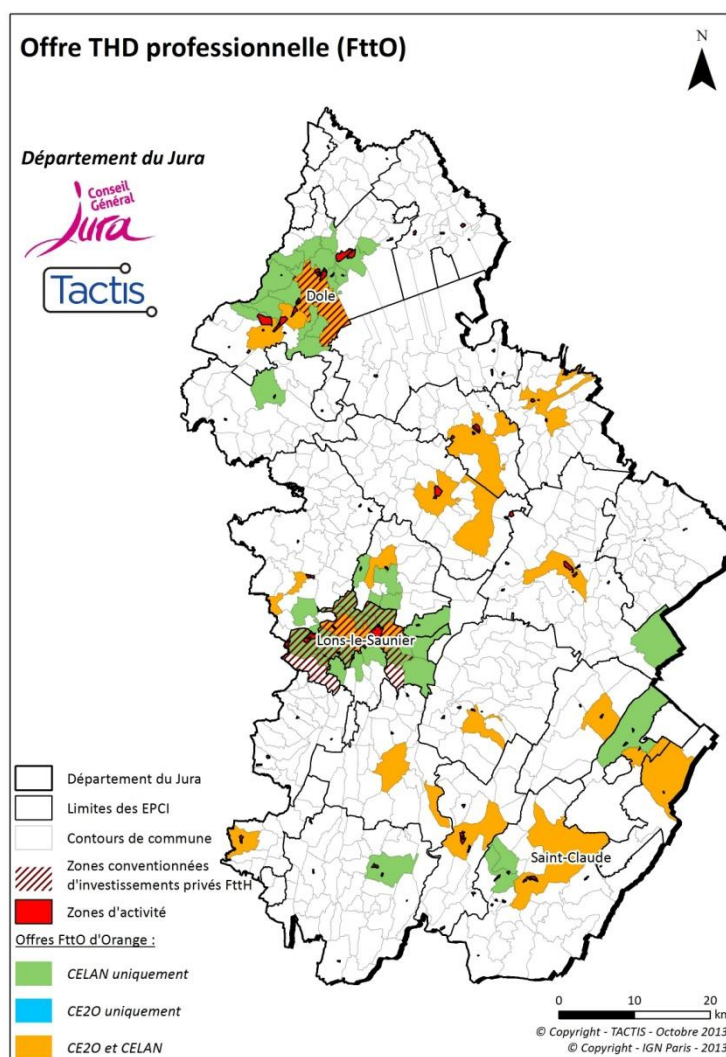 Offre THD professionnelle (FttO)
N
Département du Jura
Conseil
Général
Jura
Tactis
Dole
Lons-le-Saunier
Saint-Claude
Département du Jura
Limites des EPCI
Contours de commune
Zones conventionnées
d'investissements privés FttH
Zones d'activité
Offres FttO d'Orange :
CELAN uniquement
CE2O uniquement
CE2O et CELAN
0 10 20
km
© Copyright - TACTIS - Octobre 2013
© Copyright - IGN Paris - 2013